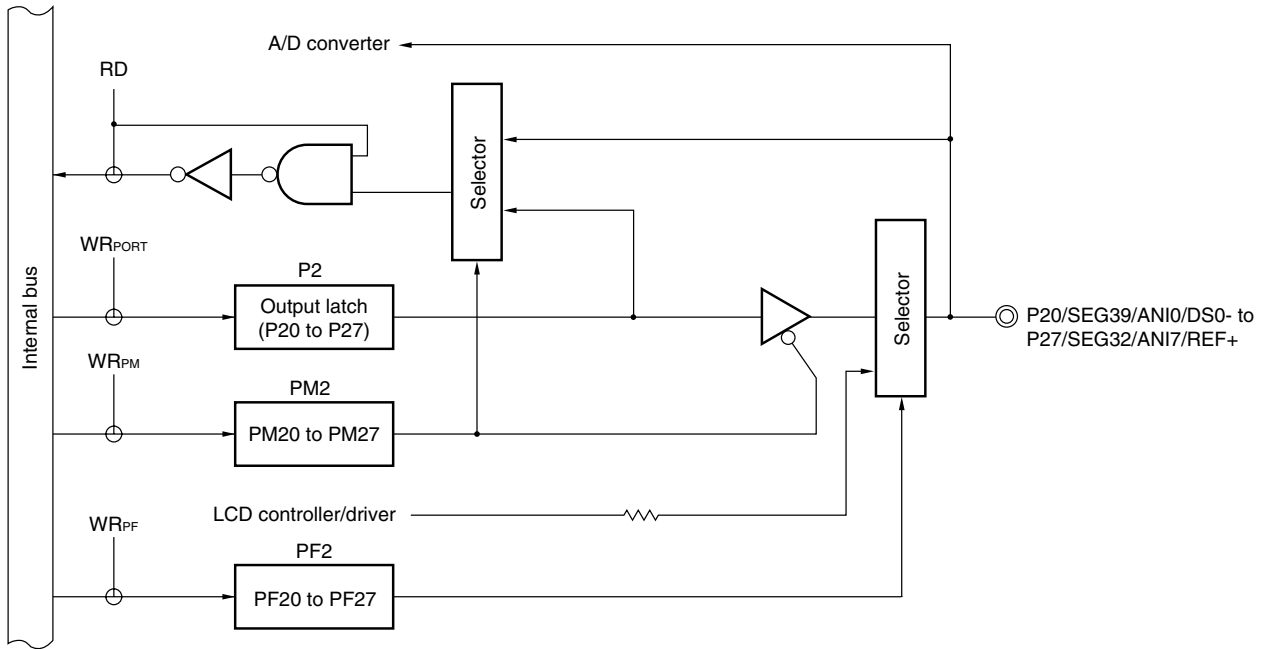 A/D converter
RD
Selector
WRPORT
P2
Output latch
(P20 to P27)
Selector
P20/SEG39/ANI0/DS0- to
P27/SEG32/ANI7/REF+
Internal bus
WRPM
PM2
PM20 to PM27
LCD controller/driver
WRPF
PF2
PF20 to PF27